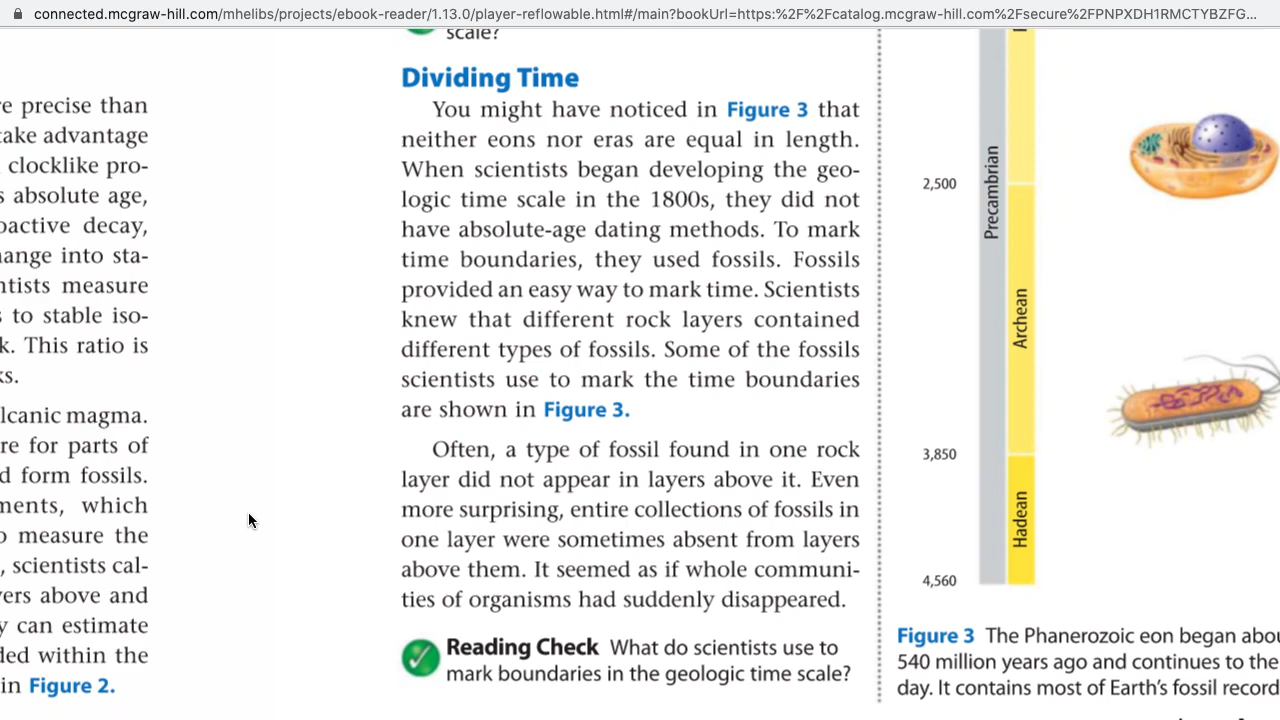 connected.mcgraw-hill.com/mhelibs/projects/ebook-reader/1.13.0/player-reflowable.html#/main?bookUrl=https:%2F%2Fcatalog.mcgraw-hill.com%2Fsecure%2FPNPXDH1RMCTYBZFG...
re precise than
take advantage
clocklike pro-
s absolute age,
oactive decay,
ange into sta-
ntists measure
s to stable iso-
k. This ratio is
ks.
lcanic magma.
re for parts of
d form fossils.
ments, which
o measure the
, scientists cal-
yers above and
y can estimate
ded within the
in Figure 2.
scale?
Dividing Time
You might have noticed in Figure 3 that
neither eons nor eras are equal in length.
When scientists began developing the geo-
logic time scale in the 1800s, they did not
have absolute-age dating methods. To mark
time boundaries, they used fossils. Fossils
provided an easy way to mark time. Scientists
knew that different rock layers contained
different types of fossils. Some of the fossils
scientists use to mark the time boundaries
are shown in Figure 3.
Often, a type of fossil found in one rock
layer did not appear in layers above it. Even
more surprising, entire collections of fossils in
one layer were sometimes absent from layers
above them. It seemed as if whole communi-
ties of organisms had suddenly disappeared.
Reading Check What do scientists use to
mark boundaries in the geologic time scale?
2,500
3,850
4,560
Precambrian
Archean
Hadean
Figure 3 The Phanerozoic eon began abou
540 million years ago and continues to the
day. It contains most of Earth's fossil record